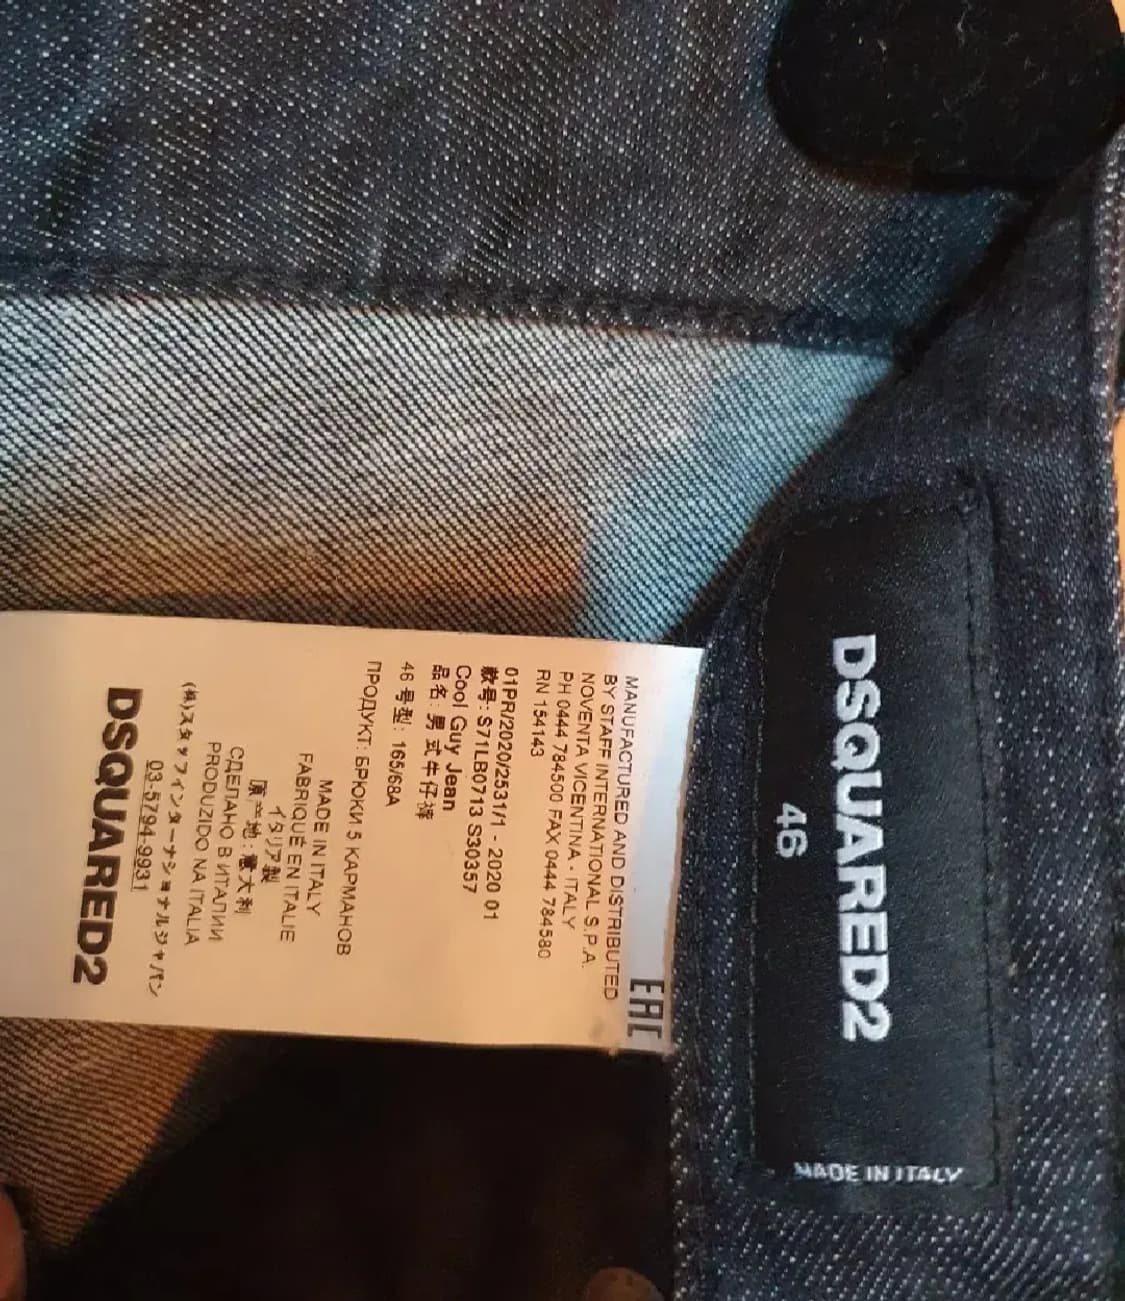 DSQUARED2
46
MADE IN ITALY
EAC
MANUFACTURED AND DISTRIBUTED
BY STAFF INTERNATIONAL S.P.A.
NOVENTA VICENTINA - ITALY
PH 0444 784500 FAX 0444 784580
RN 154143
01PR/2020/2531/1 - 2020 01
款号: S71LB0713 S30357
Cool Guy Jean
品名: 男式牛仔裤
46 号型: 165/68A
ПРОДУКТ: БРЮКИ 5 КАРМАНОВ
MADE IN ITALY
FABRIQUÉ EN ITALIE
イタリア製
原产地: 意大利
СДЕЛАНО В ИТАЛИИ
PRODUZIDO NA ITALIA
(株)スタッフインターナショナルジャパン
03-5794-9931
DSQUARED2